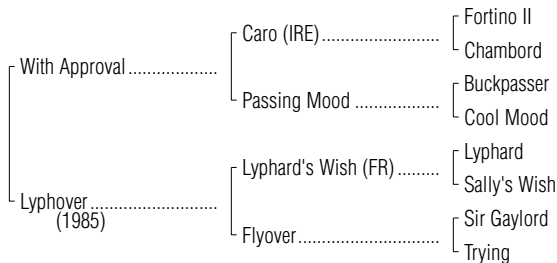 Fortino II
Caro (IRE)........................
Chambord
With Approval..................
Buckpasser
Passing Mood .................
Cool Mood
Lyphard
Lyphard's Wish (FR).........
Sally's Wish
Lyphover..........................
(1985)
Sir Gaylord
Flyover.............................
Trying